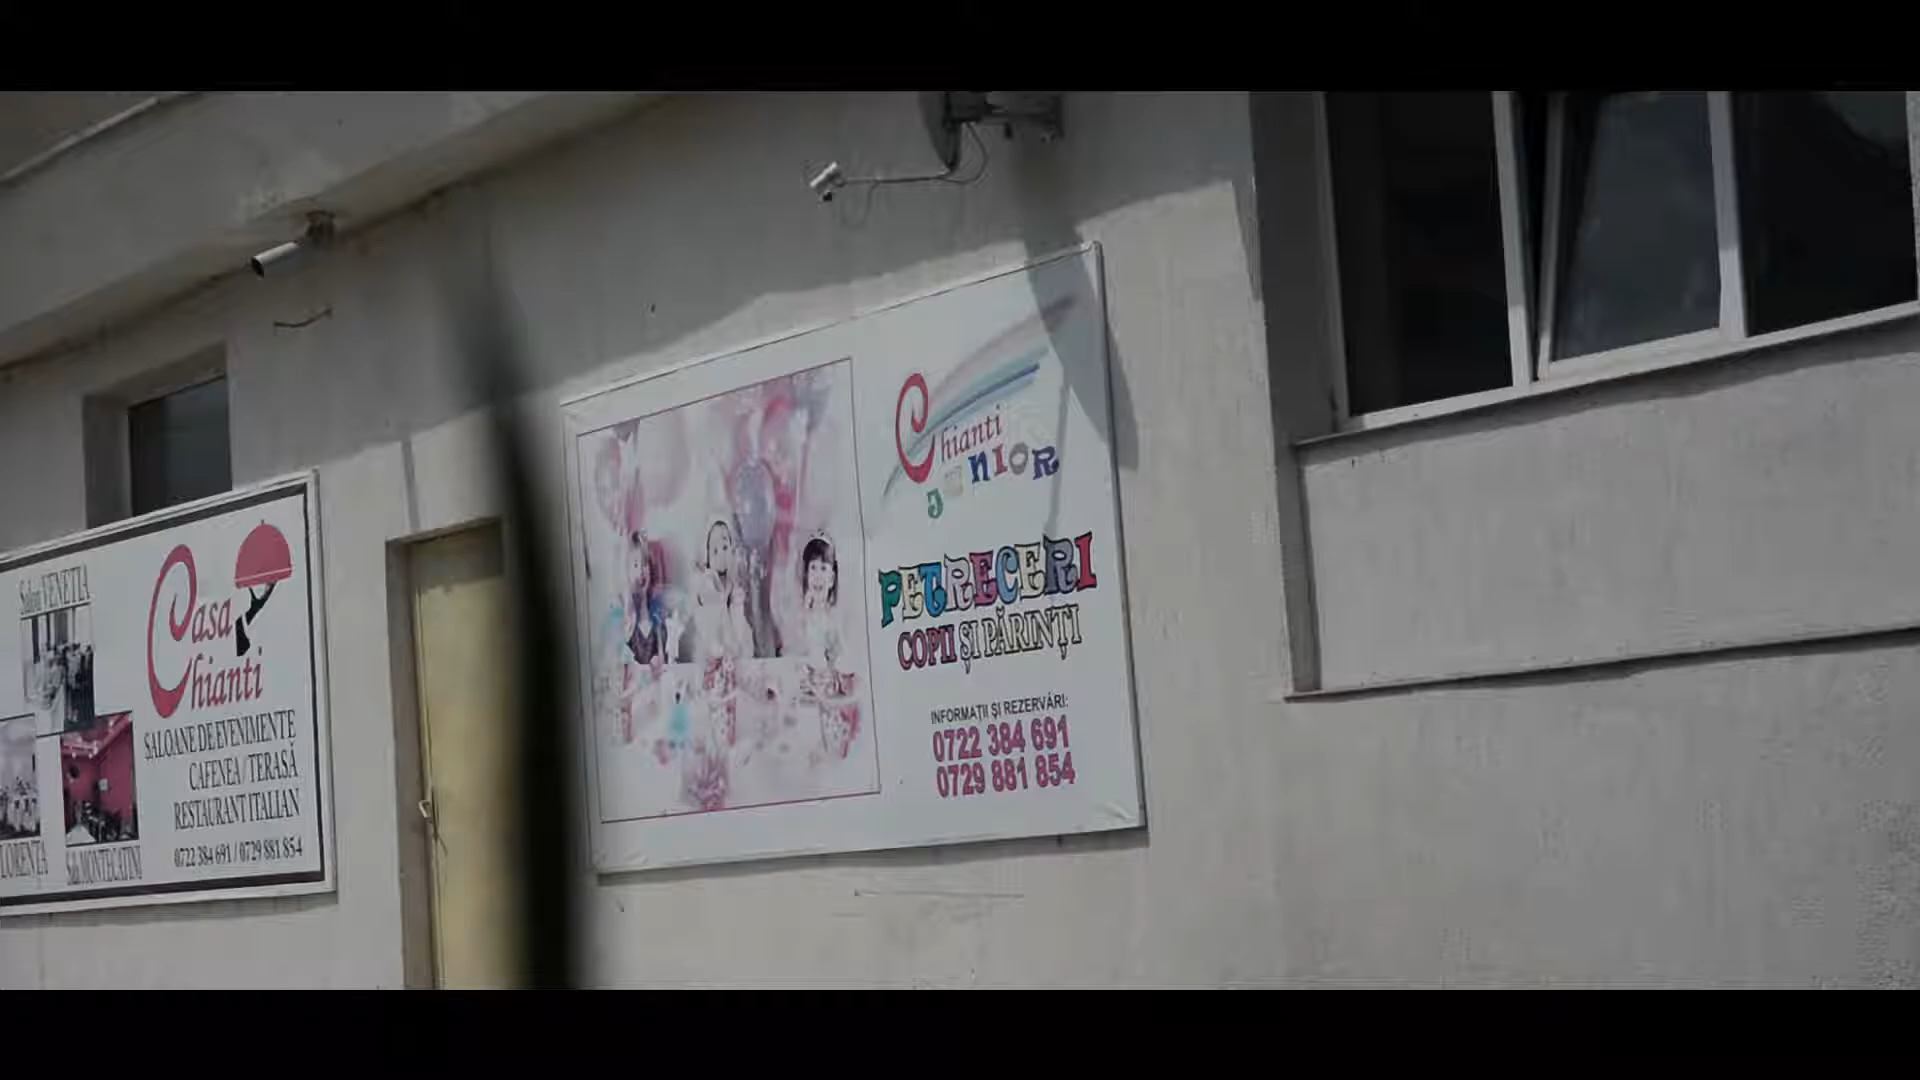 Salon VENEȚIA
Casa
Chianti
SALOANE DE EVENIMENTE
CAFENEA / TERASĂ
RESTAURANT ITALIAN
0722 384 691 / 0729 881 854
LORENȚA
Sala MONTECATINI
Chianti
JUNIOR
PETRECERI
COPII ȘI PĂRINȚI
INFORMAȚII ȘI REZERVĂRI:
0722 384 691
0729 881 854